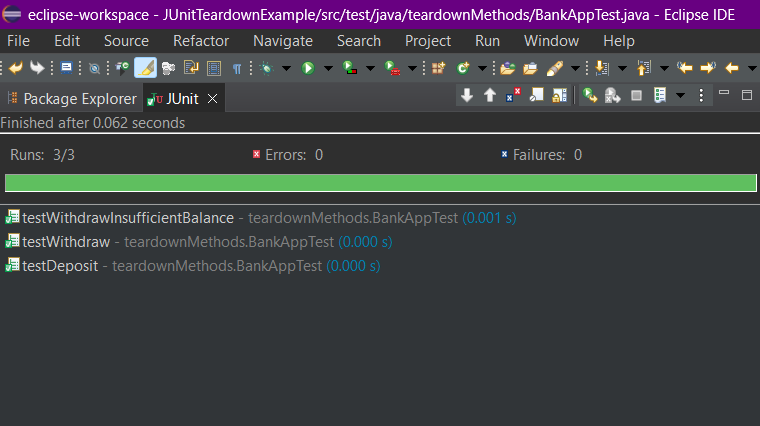 eclipse-workspace - JUnitTeardownExample/src/test/java/teardownMethods/BankAppTest.java - Eclipse IDE
File Edit Source Refactor Navigate Search Project Run Window Help
Package Explorer JUnit
Finished after 0.062 seconds
Runs: 3/3 Errors: 0 Failures: 0
testWithdrawInsufficientBalance - teardownMethods.BankAppTest (0.001 s)
testWithdraw - teardownMethods.BankAppTest (0.000 s)
testDeposit - teardownMethods.BankAppTest (0.000 s)